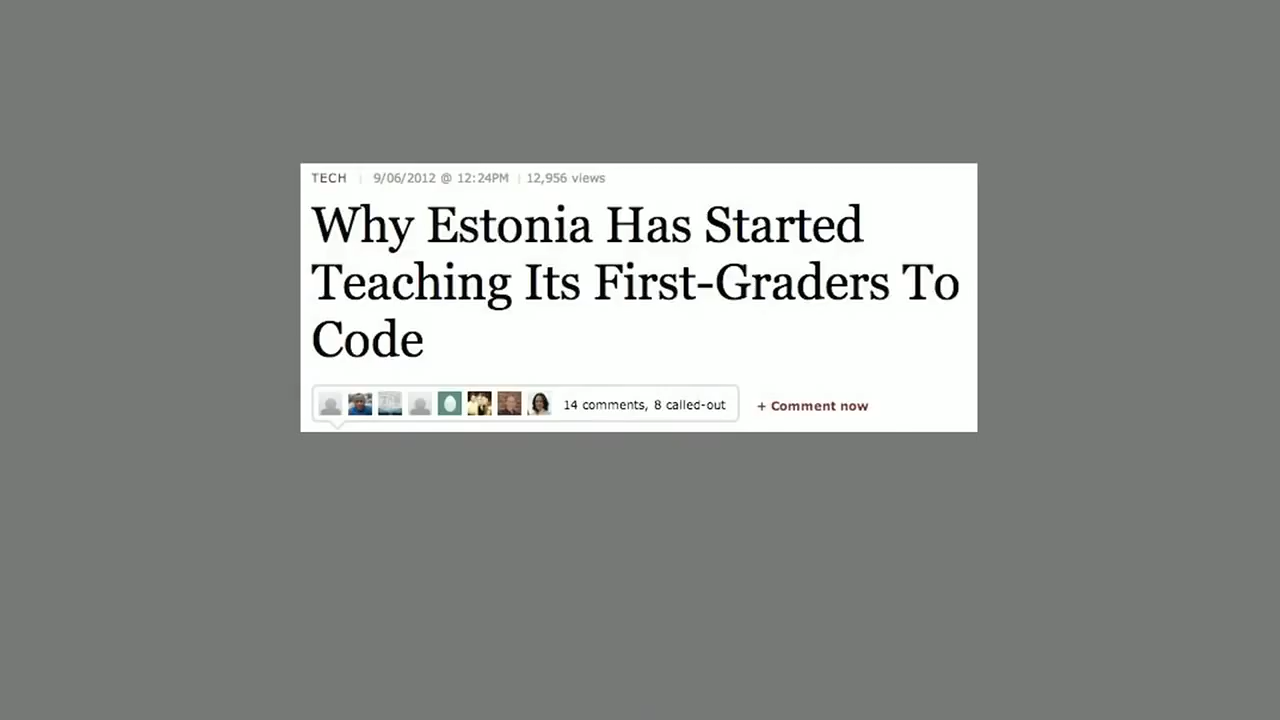 TECH | 9/06/2012 @ 12:24PM | 12,956 views
Why Estonia Has Started
Teaching Its First-Graders To
Code
14 comments, 8 called-out + Comment now